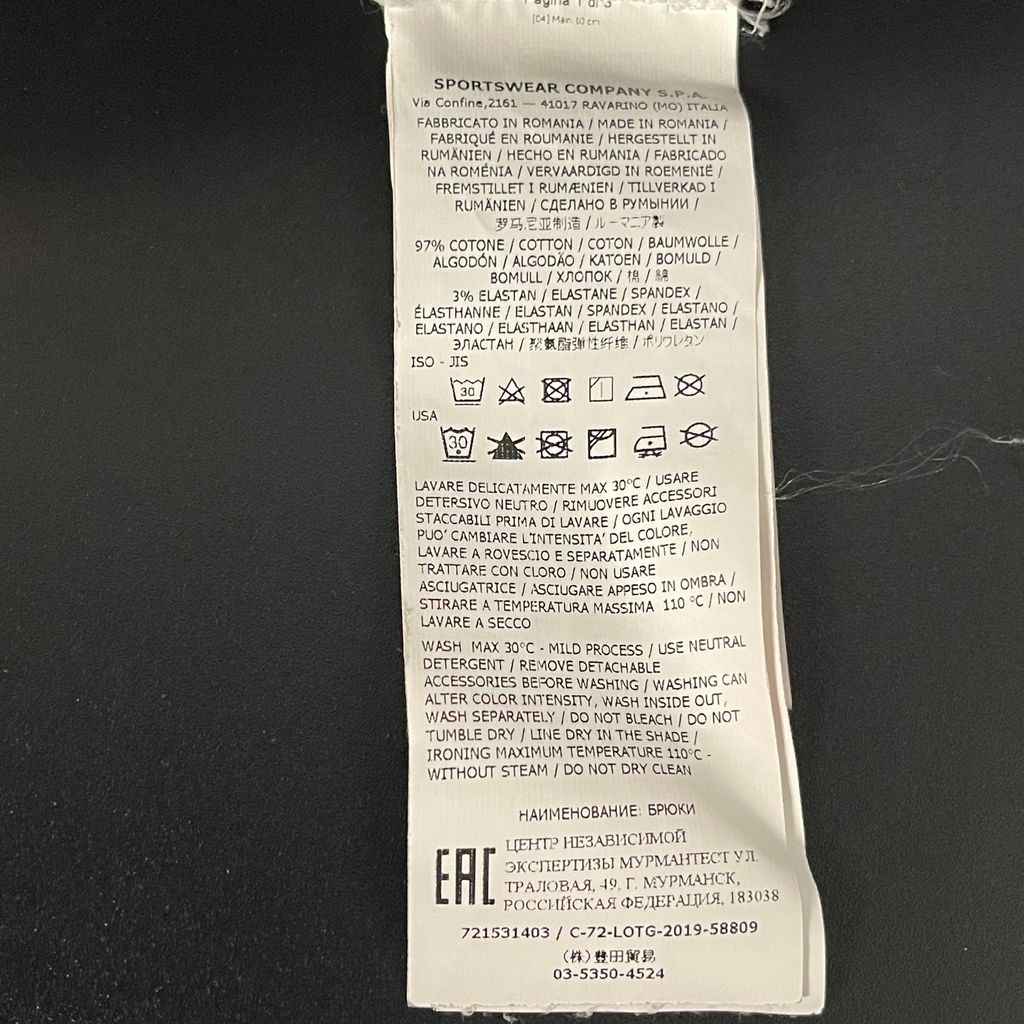 Pagina 1 di 3
[04] Main 10 cm
SPORTSWEAR COMPANY S.P.A.
Via Confine,2161 — 41017 RAVARINO (MO) ITALIA
FABBRICATO IN ROMANIA / MADE IN ROMANIA /
FABRIQUÉ EN ROUMANIE / HERGESTELLT IN
RUMÄNIEN / HECHO EN RUMANIA / FABRICADO
NA ROMÉNIA / VERVAARDIGD IN ROEMENIË /
FREMSTILLET I RUMÆNIEN / TILLVERKAD I
RUMÄNIEN / СДЕЛАНО В РУМЫНИИ /
罗马尼亚制造 / ルーマニア製
97% COTONE / COTTON / COTON / BAUMWOLLE /
ALGODÓN / ALGODÃO / KATOEN / BOMULD /
BOMULL / ХЛОПОК / 棉 / 綿
3% ELASTAN / ELASTANE / SPANDEX /
ÉLASTHANNE / ELASTAN / SPANDEX / ELASTANO /
ELASTANO / ELASTHAAN / ELASTHAN / ELASTAN /
ЭЛАСТАН / 聚氨酯弹性纤维 / ポリウレタン
ISO - JIS
30
USA
30
LAVARE DELICATAMENTE MAX 30°C / USARE
DETERSIVO NEUTRO / RIMUOVERE ACCESSORI
STACCABILI PRIMA DI LAVARE / OGNI LAVAGGIO
PUO' CAMBIARE L'INTENSITA' DEL COLORE,
LAVARE A ROVESCIO E SEPARATAMENTE / NON
TRATTARE CON CLORO / NON USARE
ASCIUGATRICE / ASCIUGARE APPESO IN OMBRA /
STIRARE A TEMPERATURA MASSIMA 110 °C / NON
LAVARE A SECCO
WASH MAX 30°C - MILD PROCESS / USE NEUTRAL
DETERGENT / REMOVE DETACHABLE
ACCESSORIES BEFORE WASHING / WASHING CAN
ALTER COLOR INTENSITY, WASH INSIDE OUT,
WASH SEPARATELY / DO NOT BLEACH / DO NOT
TUMBLE DRY / LINE DRY IN THE SHADE /
IRONING MAXIMUM TEMPERATURE 110°C -
WITHOUT STEAM / DO NOT DRY CLEAN
НАИМЕНОВАНИЕ: БРЮКИ
EAC
ЦЕНТР НЕЗАВИСИМОЙ
ЭКСПЕРТИЗЫ МУРМАНТЕСТ УЛ.
ТРАЛОВАЯ, 49, Г. МУРМАНСК,
РОССИЙСКАЯ ФЕДЕРАЦИЯ, 183038
721531403 / C-72-LOTG-2019-58809
(株)豊田貿易
03-5350-4524